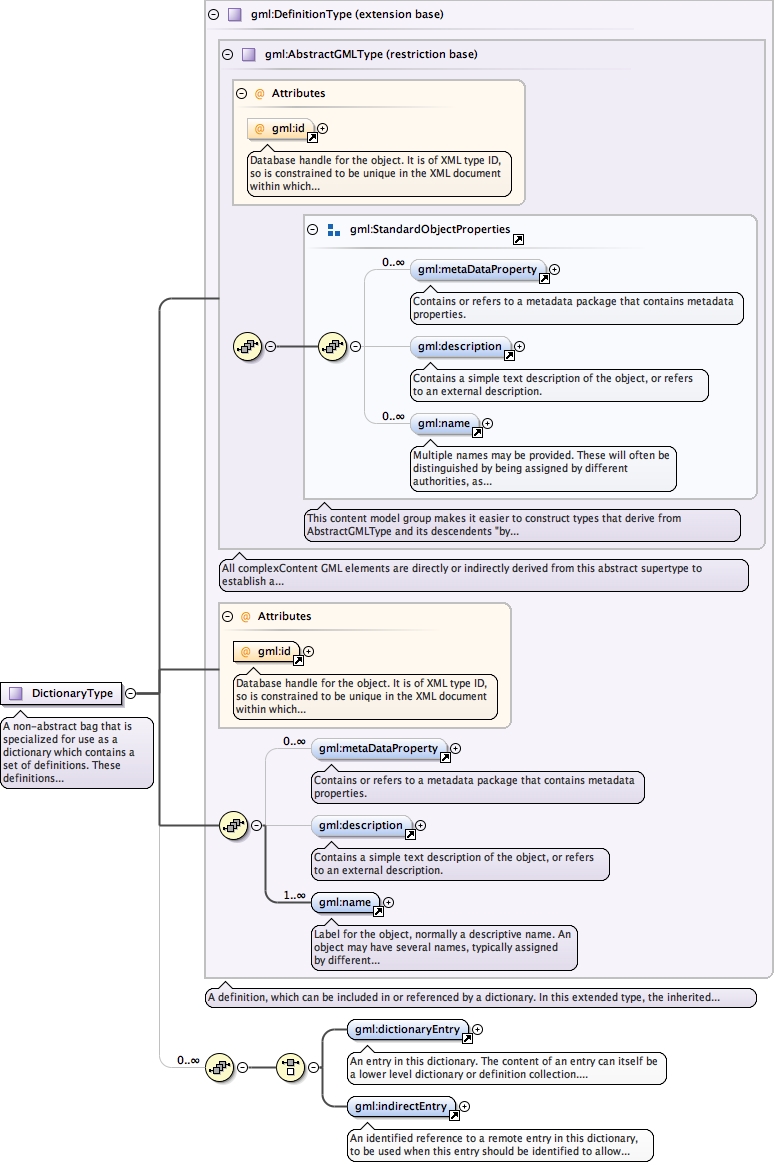 gml:DefinitionType (extension base)
gml:AbstractGMLType (restriction base)
@ Attributes
@ gml:id
Database handle for the object. It is of XML type ID,
so is constrained to be unique in the XML document
within which...
gml:StandardObjectProperties
0..∞
gml:metaDataProperty
Contains or refers to a metadata package that contains metadata
properties.
gml:description
Contains a simple text description of the object, or refers
to an external description.
0..∞
gml:name
Multiple names may be provided. These will often be
distinguished by being assigned by different
authorities, as...
This content model group makes it easier to construct types that derive from
AbstractGMLType and its descendents "by...
All complexContent GML elements are directly or indirectly derived from this abstract supertype to
establish a...
@ Attributes
@ gml:id
Database handle for the object. It is of XML type ID,
so is constrained to be unique in the XML document
within which...
DictionaryType
A non-abstract bag that is
specialized for use as a
dictionary which contains a
set of definitions. These
definitions...
0..∞
gml:metaDataProperty
Contains or refers to a metadata package that contains metadata
properties.
gml:description
Contains a simple text description of the object, or refers
to an external description.
1..∞
gml:name
Label for the object, normally a descriptive name. An
object may have several names, typically assigned
by different...
A definition, which can be included in or referenced by a dictionary. In this extended type, the inherited...
0..∞
gml:dictionaryEntry
An entry in this dictionary. The content of an entry can itself be
a lower level dictionary or definition collection....
gml:indirectEntry
An identified reference to a remote entry in this dictionary,
to be used when this entry should be identified to allow...